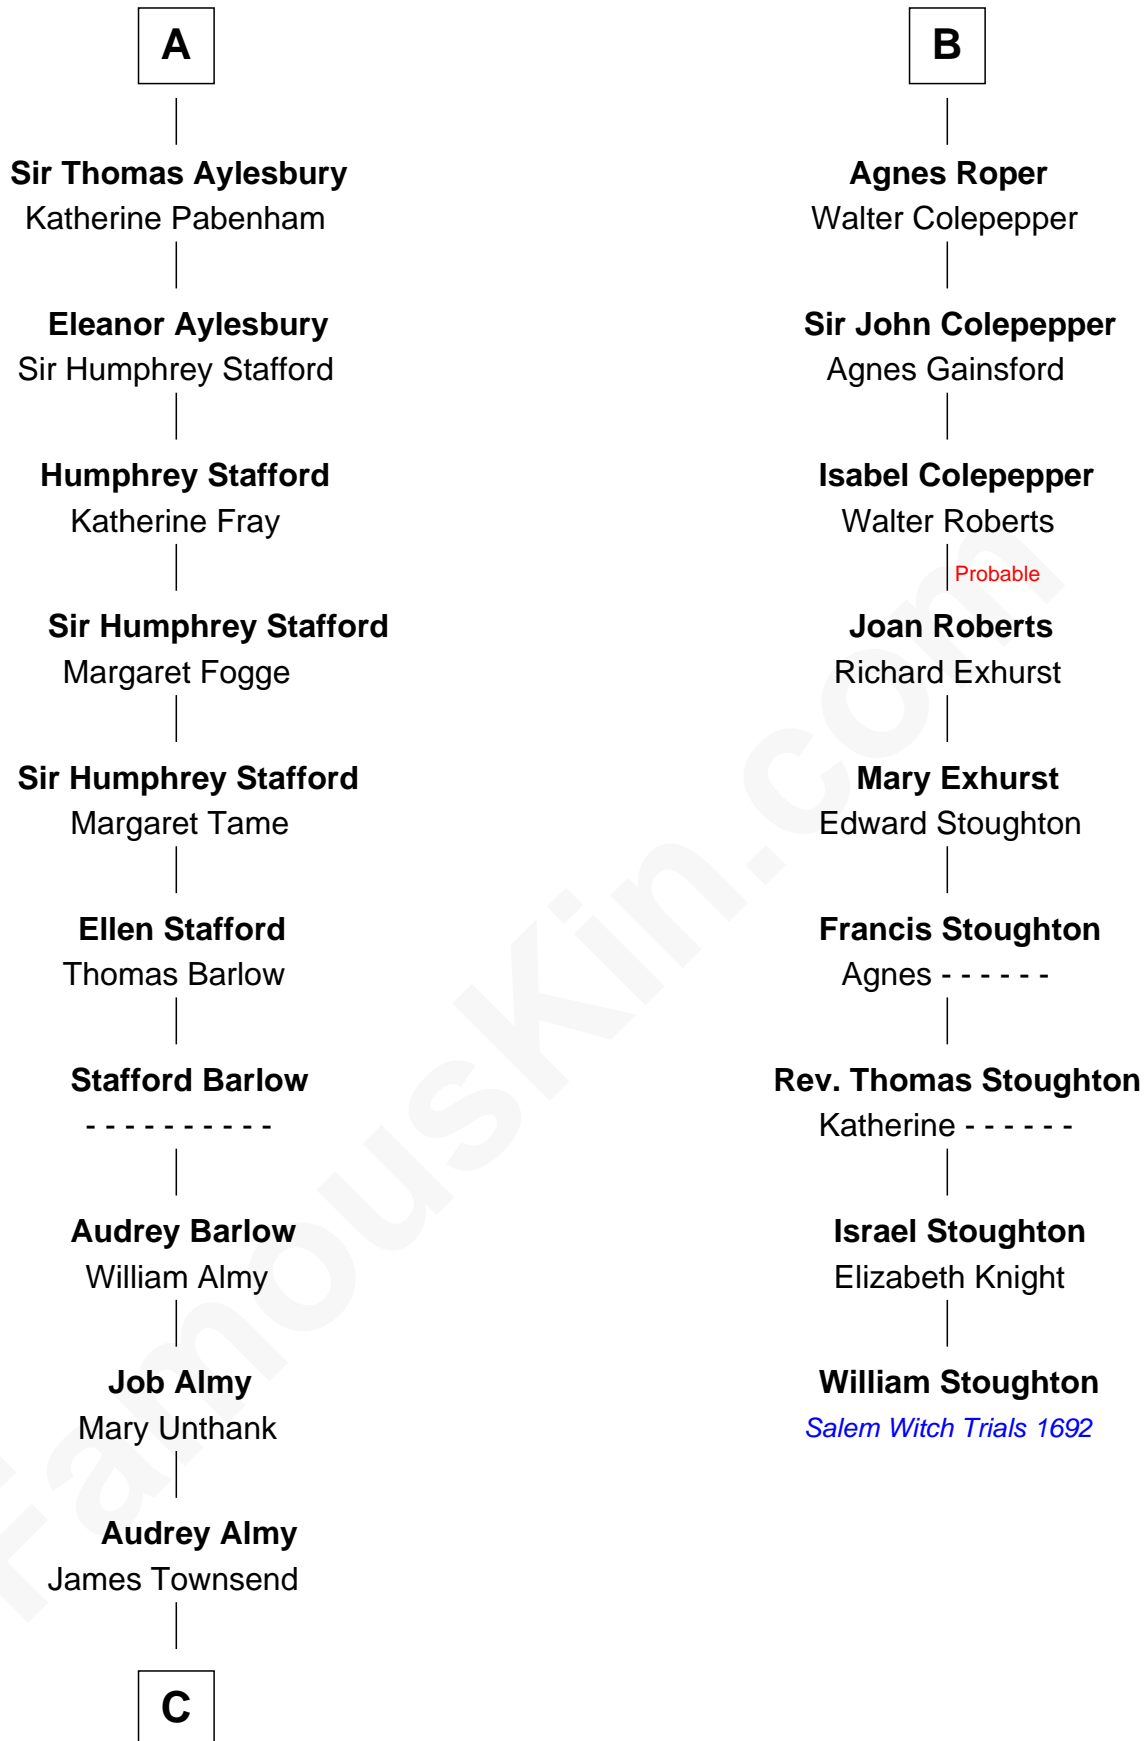 A
Sir Thomas Aylesbury
Katherine Pabenham
Eleanor Aylesbury
Sir Humphrey Stafford
Humphrey Stafford
Katherine Fray
Sir Humphrey Stafford
Margaret Fogge
Sir Humphrey Stafford
Margaret Tame
Ellen Stafford
Thomas Barlow
Stafford Barlow
- - - - - - - - - -
Audrey Barlow
William Almy
Job Almy
Mary Unthank
Audrey Almy
James Townsend
C
B
Agnes Roper
Walter Colepepper
Sir John Colepepper
Agnes Gainsford
Isabel Colepepper
Walter Roberts
Probable
Joan Roberts
Richard Exhurst
Mary Exhurst
Edward Stoughton
Francis Stoughton
Agnes - - - - - -
Rev. Thomas Stoughton
Katherine - - - - - -
Israel Stoughton
Elizabeth Knight
William Stoughton
Salem Witch Trials 1692
FamousKin.com